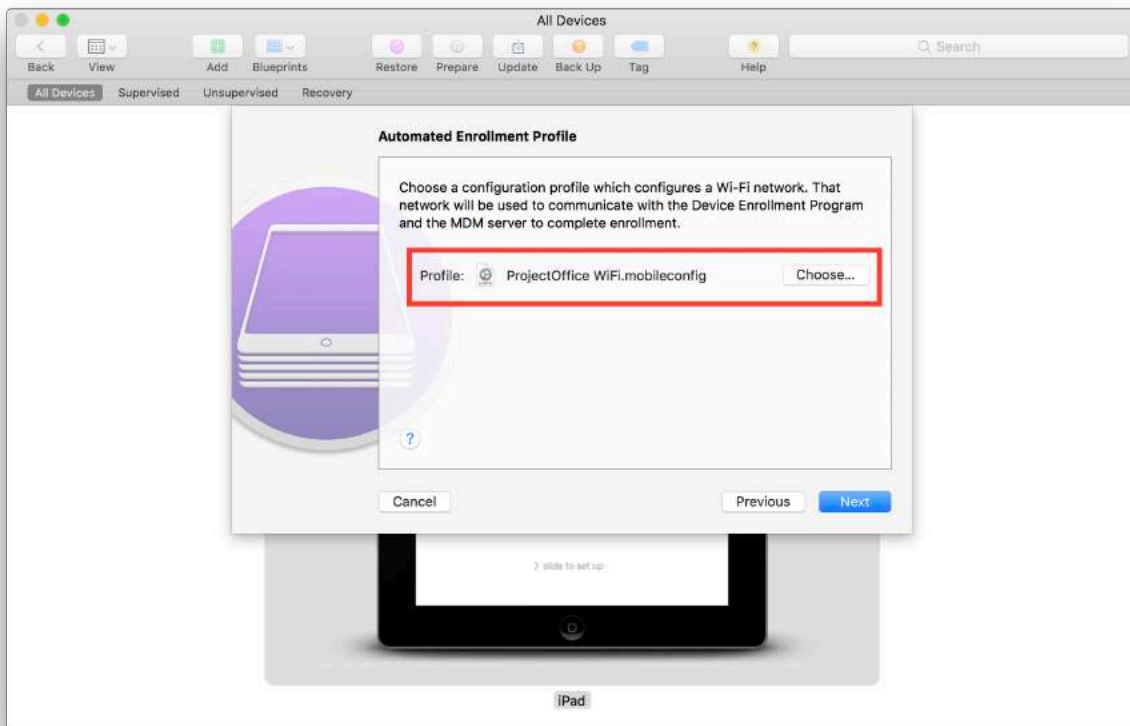 All Devices
Back View Add Blueprints Restore Prepare Update Back Up Tag Help Search
All Devices Supervised Unsupervised Recovery
Automated Enrollment Profile
Choose a configuration profile which configures a Wi-Fi network. That
network will be used to communicate with the Device Enrollment Program
and the MDM server to complete enrollment.
Profile: ProjectOffice WiFi.mobileconfig Choose...
?
Cancel Previous Next
> slide to set up
iPad